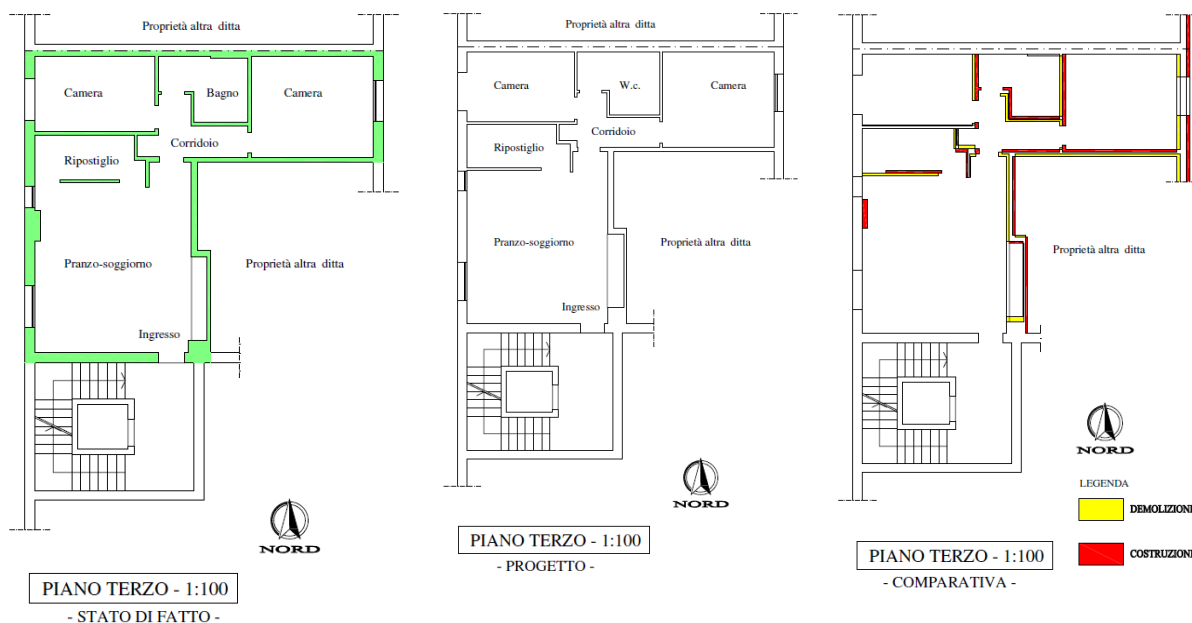 Proprietà altra ditta
Camera
Bagno
Camera
Corridoio
Ripostiglio
Pranzo-soggiorno
Proprietà altra ditta
Ingresso
NORD
PIANO TERZO - 1:100
- STATO DI FATTO -
Proprietà altra ditta
Camera
W.c.
Camera
Corridoio
Ripostiglio
Pranzo-soggiorno
Proprietà altra ditta
Ingresso
NORD
PIANO TERZO - 1:100
- PROGETTO -
Proprietà altra ditta
NORD
LEGENDA
DEMOLIZIONE
COSTRUZIONE
PIANO TERZO - 1:100
- COMPARATIVA -